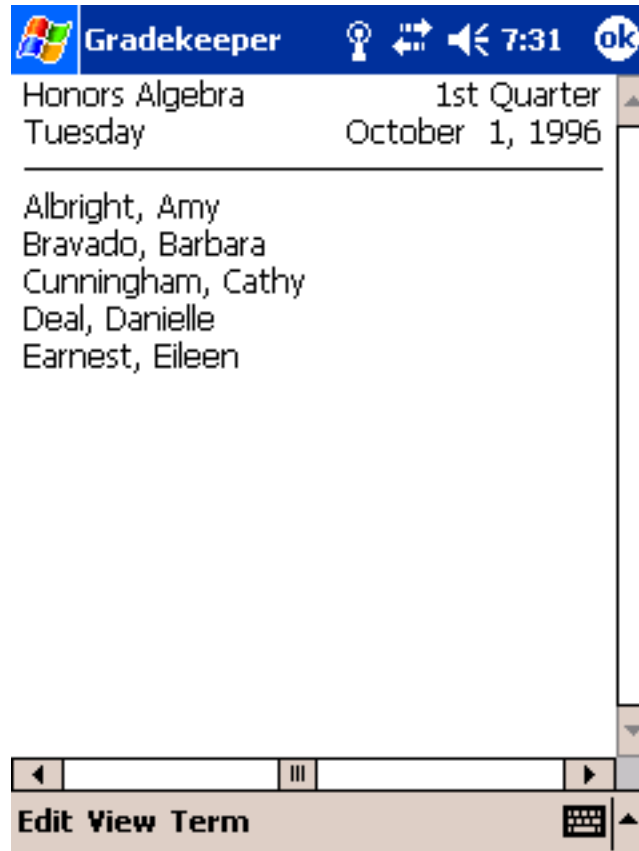 Gradekeeper 7:31 ok
Honors Algebra 1st Quarter
Tuesday October 1, 1996
Albright, Amy
Bravado, Barbara
Cunningham, Cathy
Deal, Danielle
Earnest, Eileen
Edit View Term